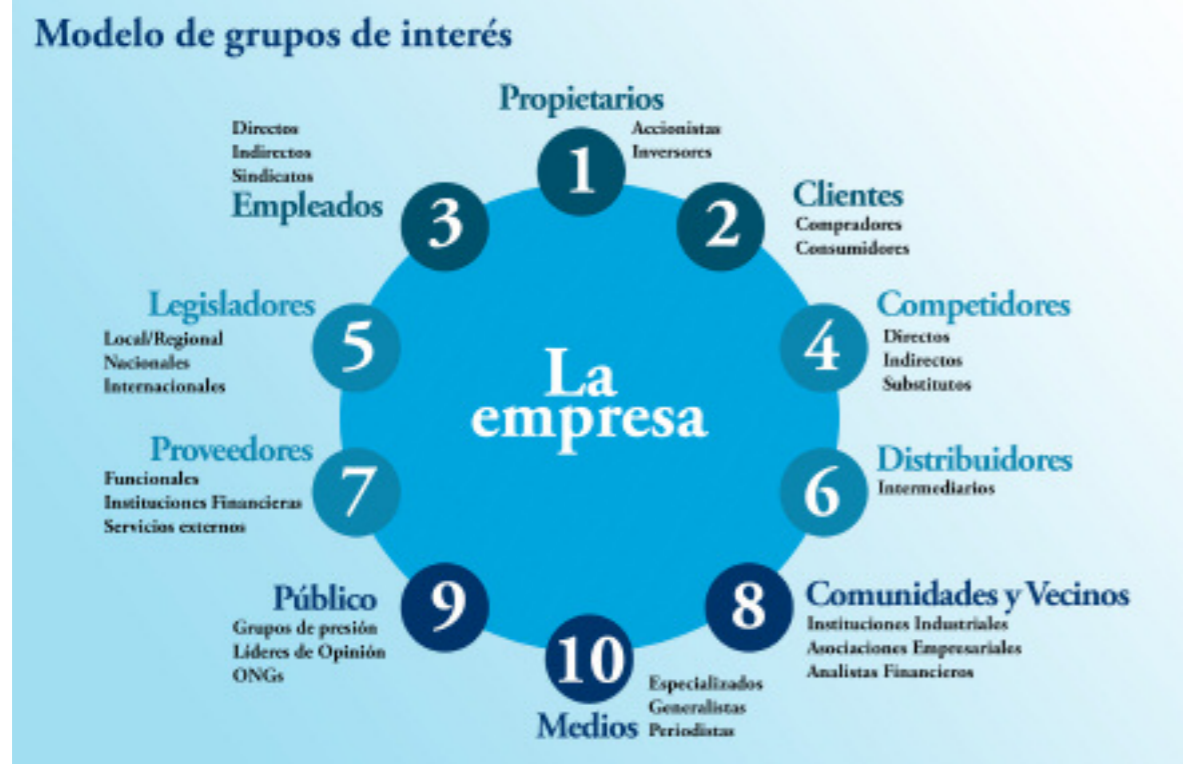 Modelo de grupos de interés
Propietarios
1
Accionistas
Inversores
2
Clientes
Compradores
Consumidores
Directos
Indirectos
Sindicatos
Empleados
3
4
Competidores
Directos
Indirectos
Substitutos
Legisladores
5
Local/Regional
Nacionales
Internacionales
La
empresa
6
Distribuidores
Intermediarios
Proveedores
7
Funcionales
Instituciones Financieras
Servicios externos
8
Comunidades y Vecinos
Instituciones Industriales
Asociaciones Empresariales
Analistas Financieros
Público
9
Grupos de presión
Líderes de Opinión
ONGs
10
Medios
Especializados
Generalistas
Periodistas